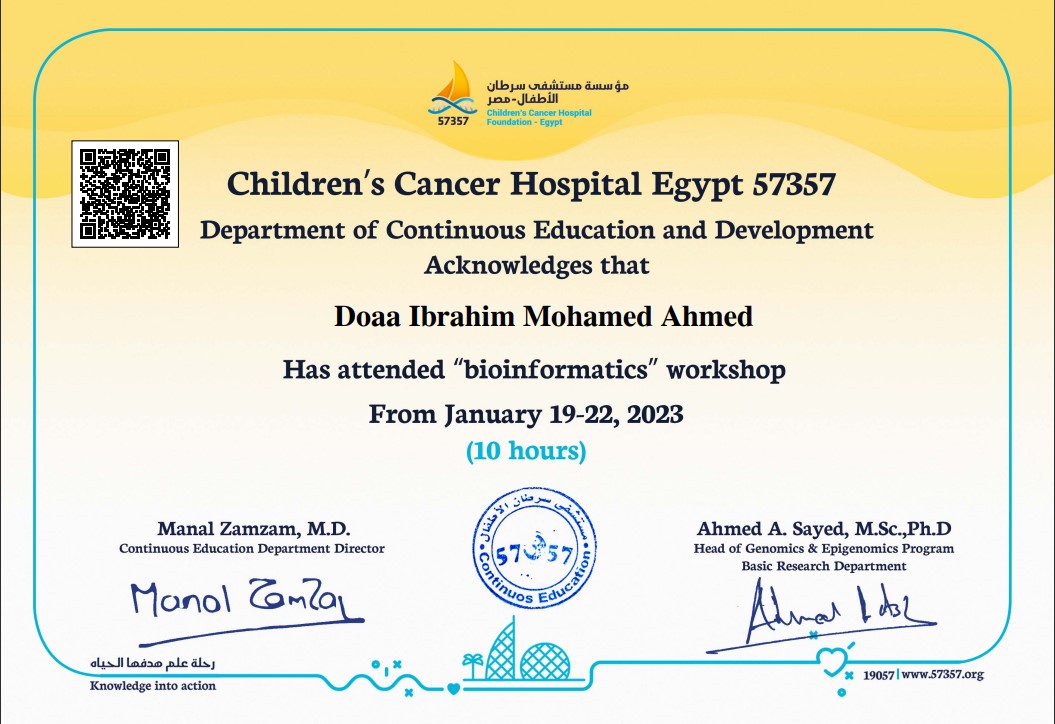 مؤسسة مستشفى سرطان
الأطفال-مصر
Children's Cancer Hospital
Foundation - Egypt
57357
Children's Cancer Hospital Egypt 57357
Department of Continuous Education and Development
Acknowledges that
Doaa Ibrahim Mohamed Ahmed
Has attended “bioinformatics” workshop
From January 19-22, 2023
(10 hours)
Manal Zamzam, M.D.
Continuous Education Department Director
Manal Zamzam
مستشفى سرطان الأطفال
57 57
Continuos Education
Ahmed A. Sayed, M.Sc.,Ph.D
Head of Genomics & Epigenomics Program
Basic Research Department
Ahmed
رحلة علم هدفها الحياه
Knowledge into action
19057 | www.57357.org